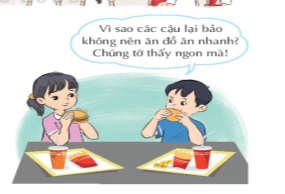 Vì sao các cậu lại bảo
không nên ăn đồ ăn nhanh?
Chúng tớ thấy ngon mà!